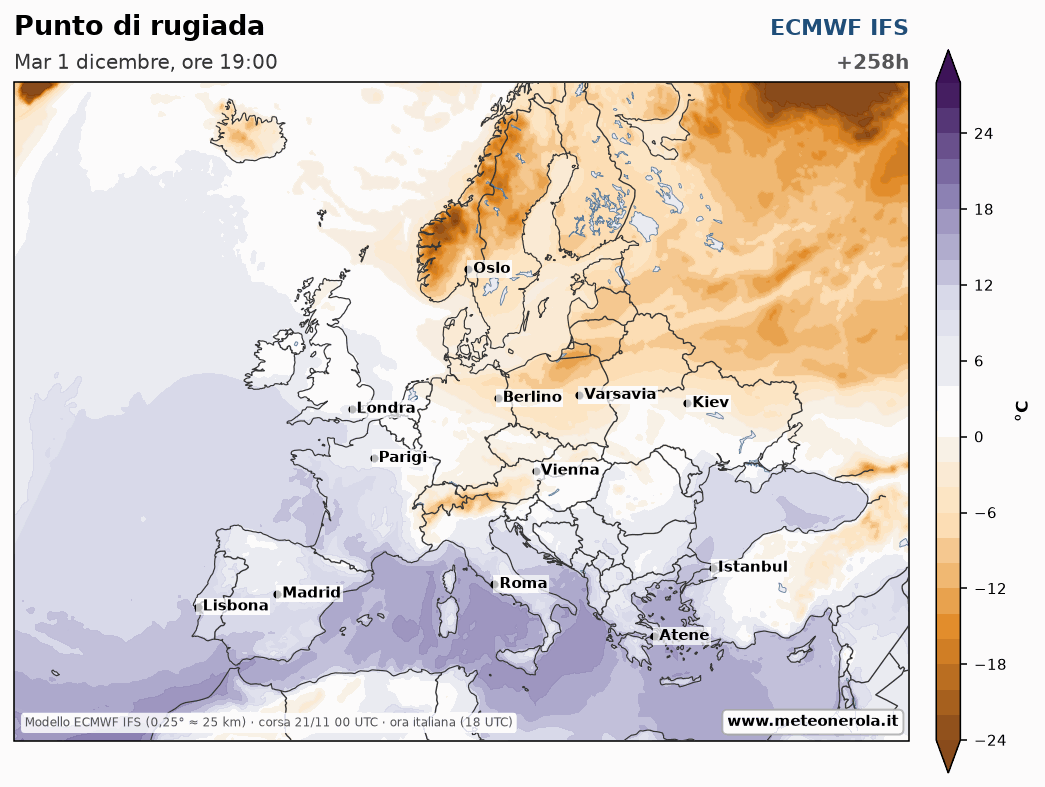 Punto di rugiada
ECMWF IFS
Mar 1 dicembre, ore 19:00
+258h
24
18
12
6
0
−6
−12
−18
−24
°C
Oslo
Berlino
Varsavia
Kiev
Londra
Parigi
Vienna
Istanbul
Roma
Madrid
Lisbona
Atene
Modello ECMWF IFS (0,25° ≈ 25 km) · corsa 21/11 00 UTC · ora italiana (18 UTC)
www.meteonerola.it